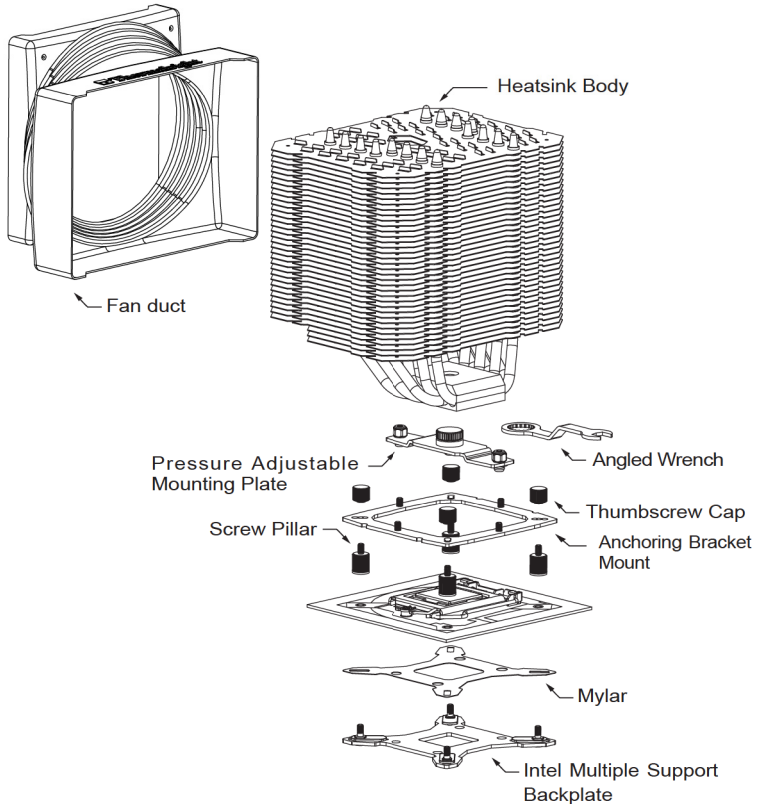 Heatsink Body
Fan duct
Angled Wrench
Pressure Adjustable
Mounting Plate
Thumbscrew Cap
Screw Pillar
Anchoring Bracket
Mount
Mylar
Intel Multiple Support
Backplate